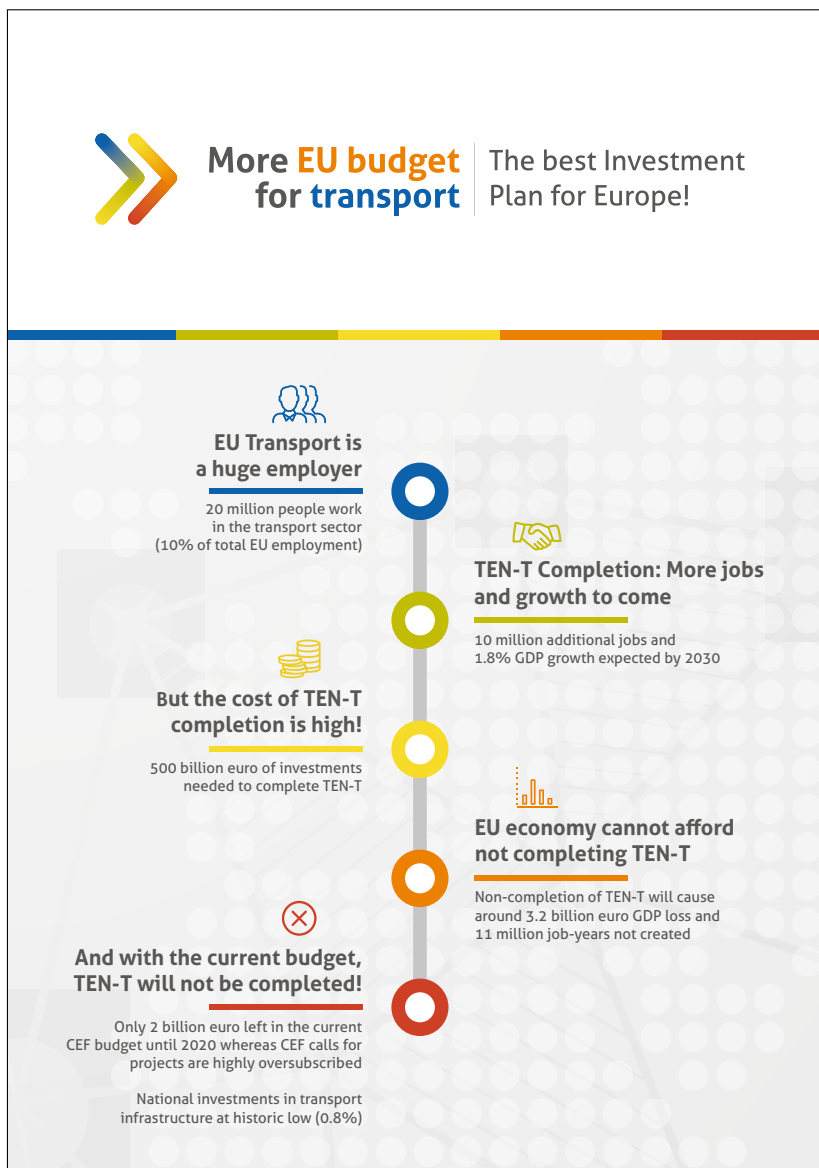 More EU budget
for transport
The best Investment
Plan for Europe!
EU Transport is
a huge employer
20 million people work
in the transport sector
(10% of total EU employment)
TEN-T Completion: More jobs
and growth to come
10 million additional jobs and
1.8% GDP growth expected by 2030
But the cost of TEN-T
completion is high!
500 billion euro of investments
needed to complete TEN-T
EU economy cannot afford
not completing TEN-T
Non-completion of TEN-T will cause
around 3.2 billion euro GDP loss and
11 million job-years not created
And with the current budget,
TEN-T will not be completed!
Only 2 billion euro left in the current
CEF budget until 2020 whereas CEF calls for
projects are highly oversubscribed
National investments in transport
infrastructure at historic low (0.8%)